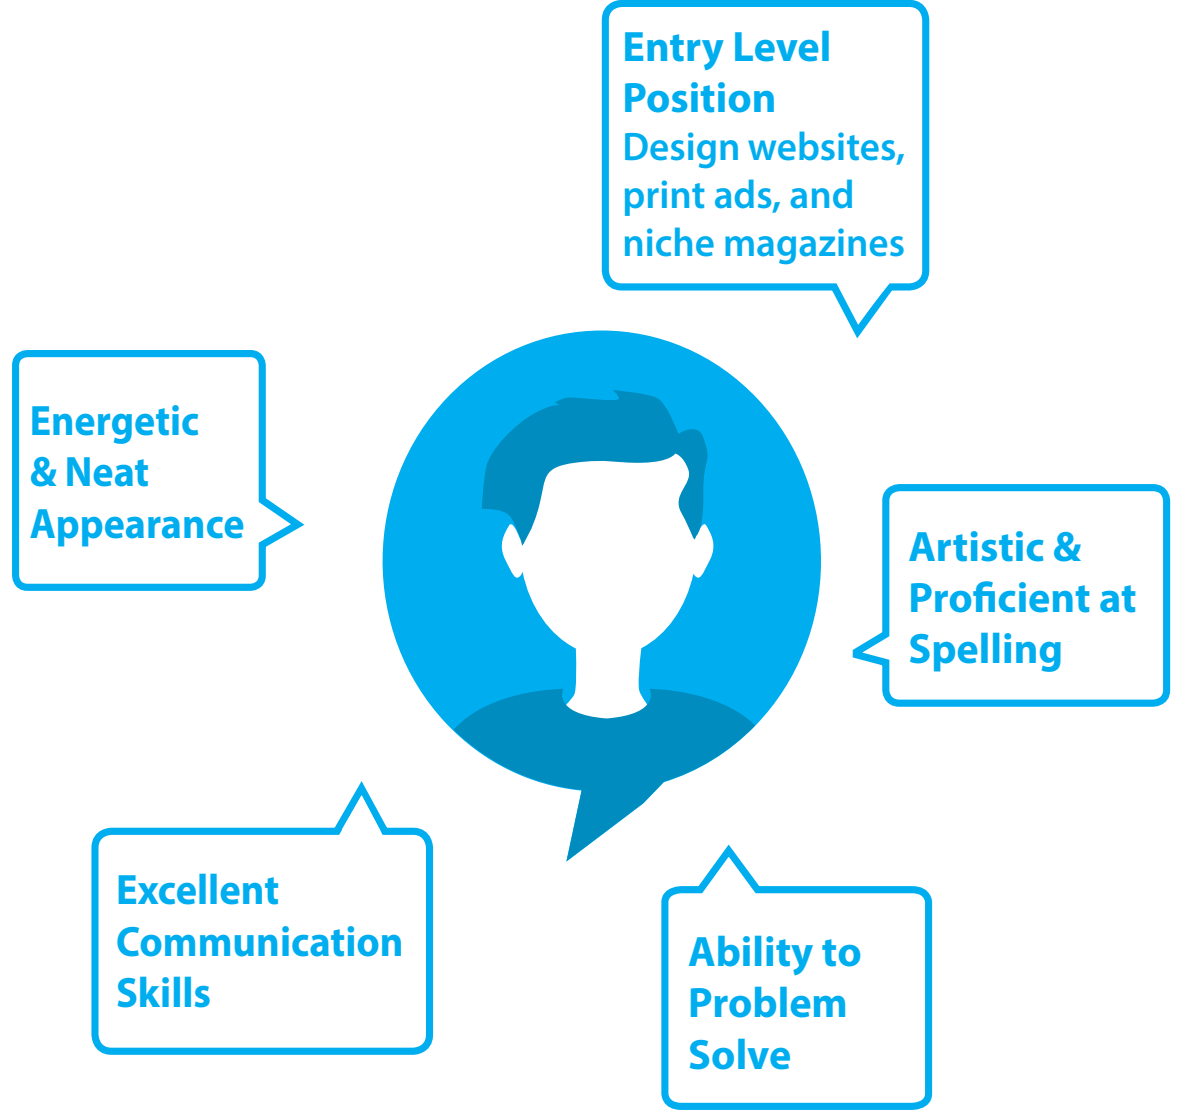 Entry Level
Position
Design websites,
print ads, and
niche magazines
Energetic
& Neat
Appearance
Artistic &
Proficient at
Spelling
Excellent
Communication
Skills
Ability to
Problem
Solve